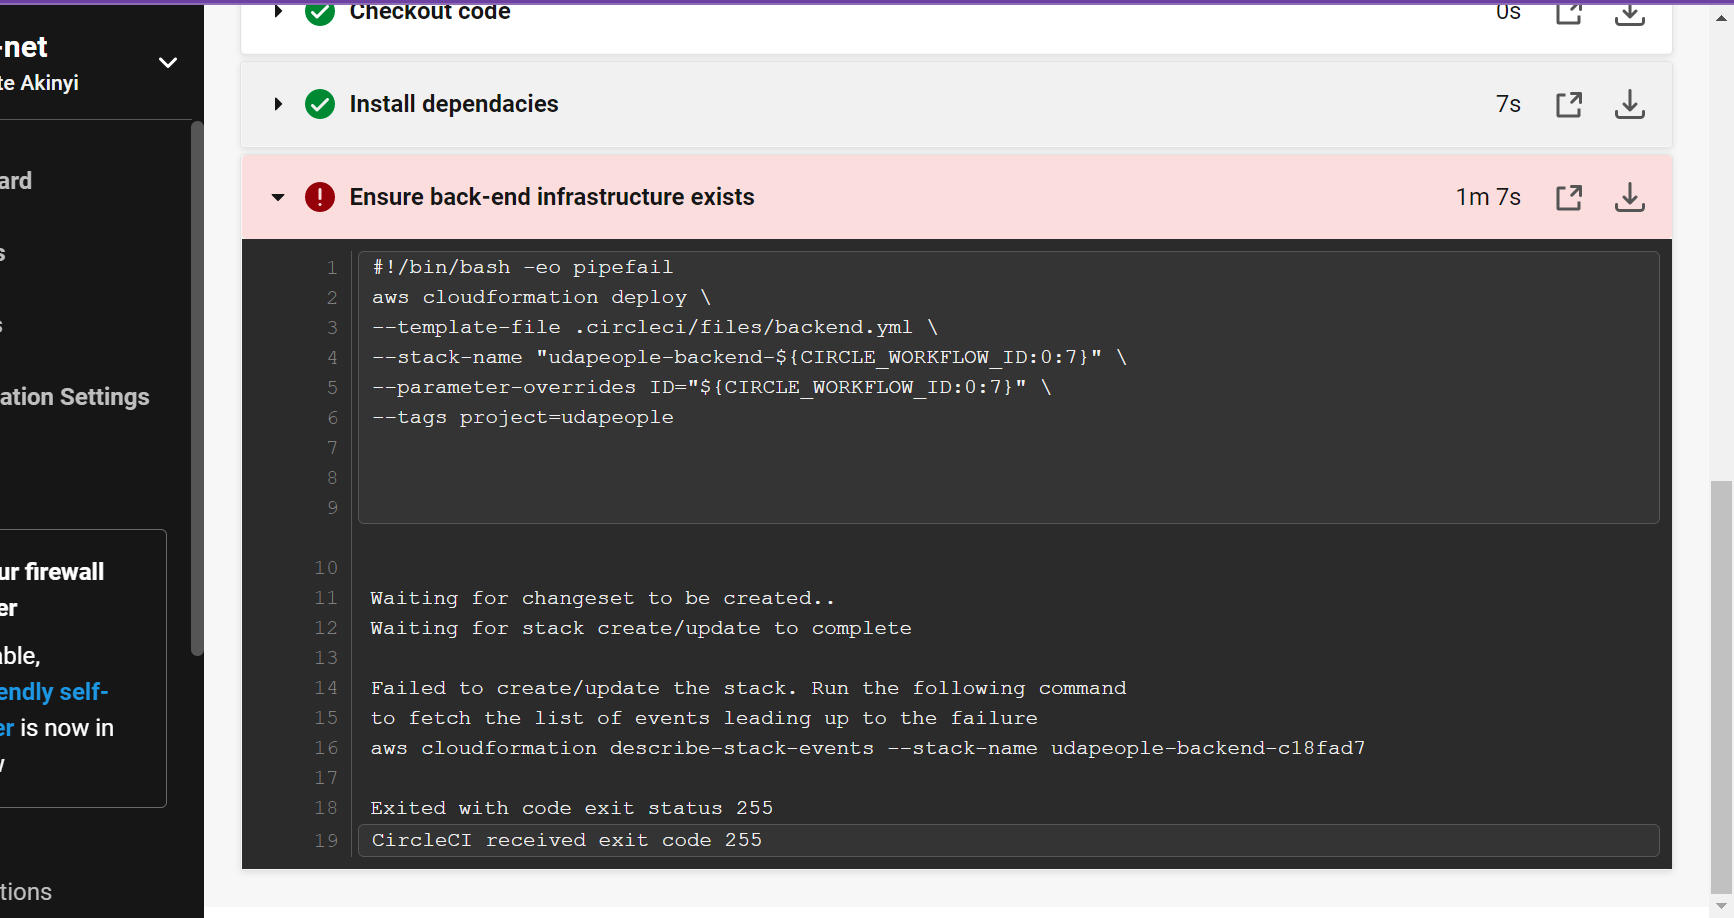 -net
te Akinyi
ard
s
s
ation Settings
ur firewall
er
able,
endly self-
er is now in
w
tions
Checkout code
0s
Install dependacies
7s
Ensure back-end infrastructure exists
1m 7s
1 #!/bin/bash -eo pipefail
2 aws cloudformation deploy \
3 --template-file .circleci/files/backend.yml \
4 --stack-name "udapeople-backend-${CIRCLE_WORKFLOW_ID:0:7}" \
5 --parameter-overrides ID="${CIRCLE_WORKFLOW_ID:0:7}" \
6 --tags project=udapeople
7
8
9
10
11 Waiting for changeset to be created..
12 Waiting for stack create/update to complete
13
14 Failed to create/update the stack. Run the following command
15 to fetch the list of events leading up to the failure
16 aws cloudformation describe-stack-events --stack-name udapeople-backend-c18fad7
17
18 Exited with code exit status 255
19 CircleCI received exit code 255